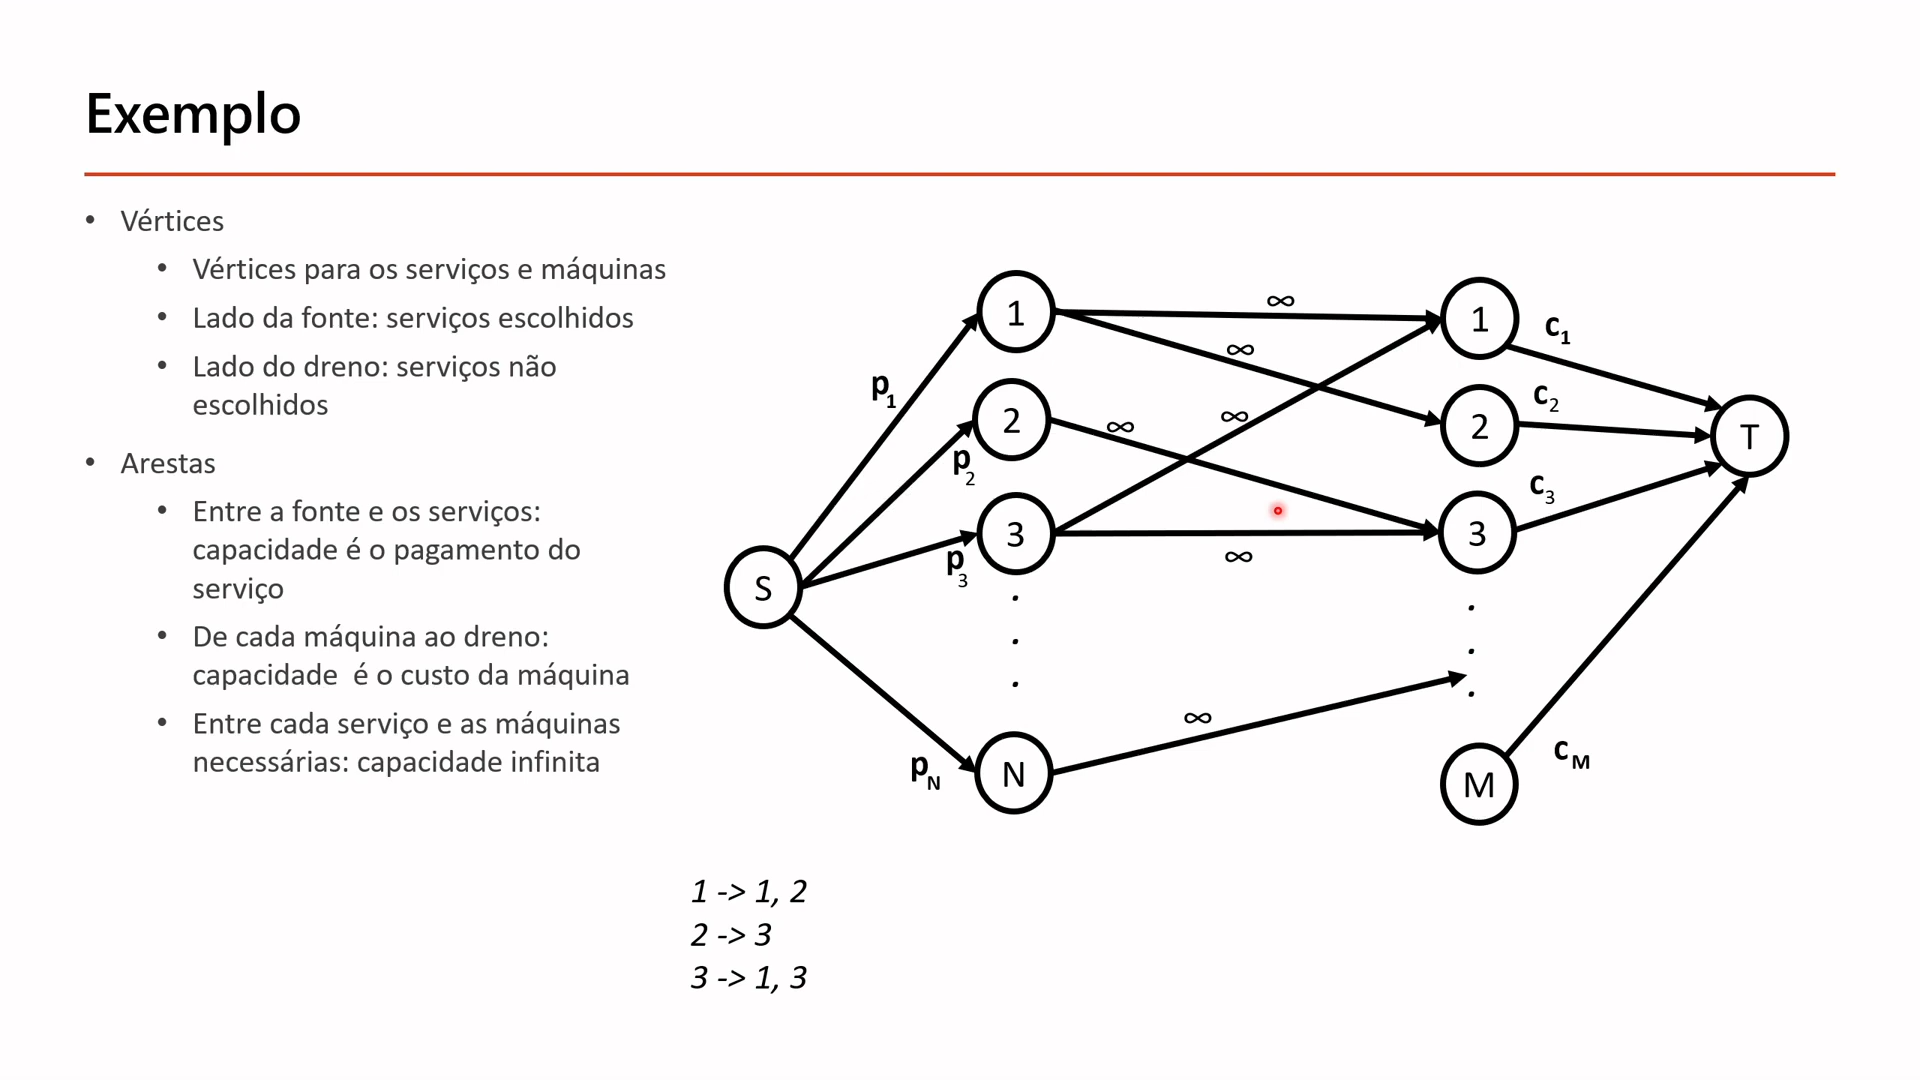 Exemplo
• Vértices
• Vértices para os serviços e máquinas
• Lado da fonte: serviços escolhidos
• Lado do dreno: serviços não
escolhidos
• Arestas
• Entre a fonte e os serviços:
capacidade é o pagamento do
serviço
• De cada máquina ao dreno:
capacidade é o custo da máquina
• Entre cada serviço e as máquinas
necessárias: capacidade infinita
S
p1
p2
p3
pN
1
2
3
.
.
.
N
∞
∞
∞
∞
∞
∞
1
2
3
.
.
.
M
c1
c2
c3
cM
T
1 -> 1, 2
2 -> 3
3 -> 1, 3